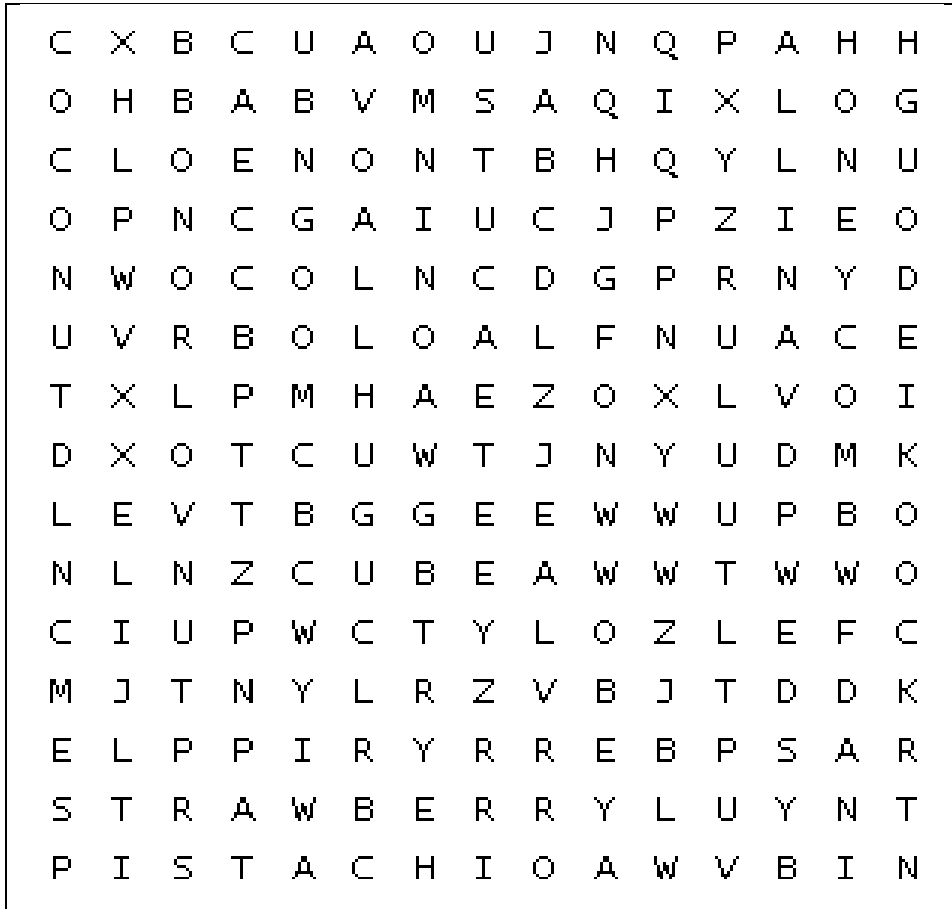 C X B C U A O U J N Q P A H H
O H B A B V M S A Q I X L O G
C L O E N O N T B H Q Y L N U
O P N C G A I U C J P Z I E O
N W O C O L N C D G P R N Y D
U V R B O L O A L F N U A C E
T X L P M H A E Z O X L V O I
D X O T C U W T J N Y U D M K
L E V T B G G E E W W U P B O
N L N Z C U B E A W W T W W O
C I U P W C T Y L O Z L E F C
M J T N Y L R Z V B J T D D K
E L P P I R Y R R E B P S A R
S T R A W B E R R Y L U Y N T
P I S T A C H I O A W V B I N